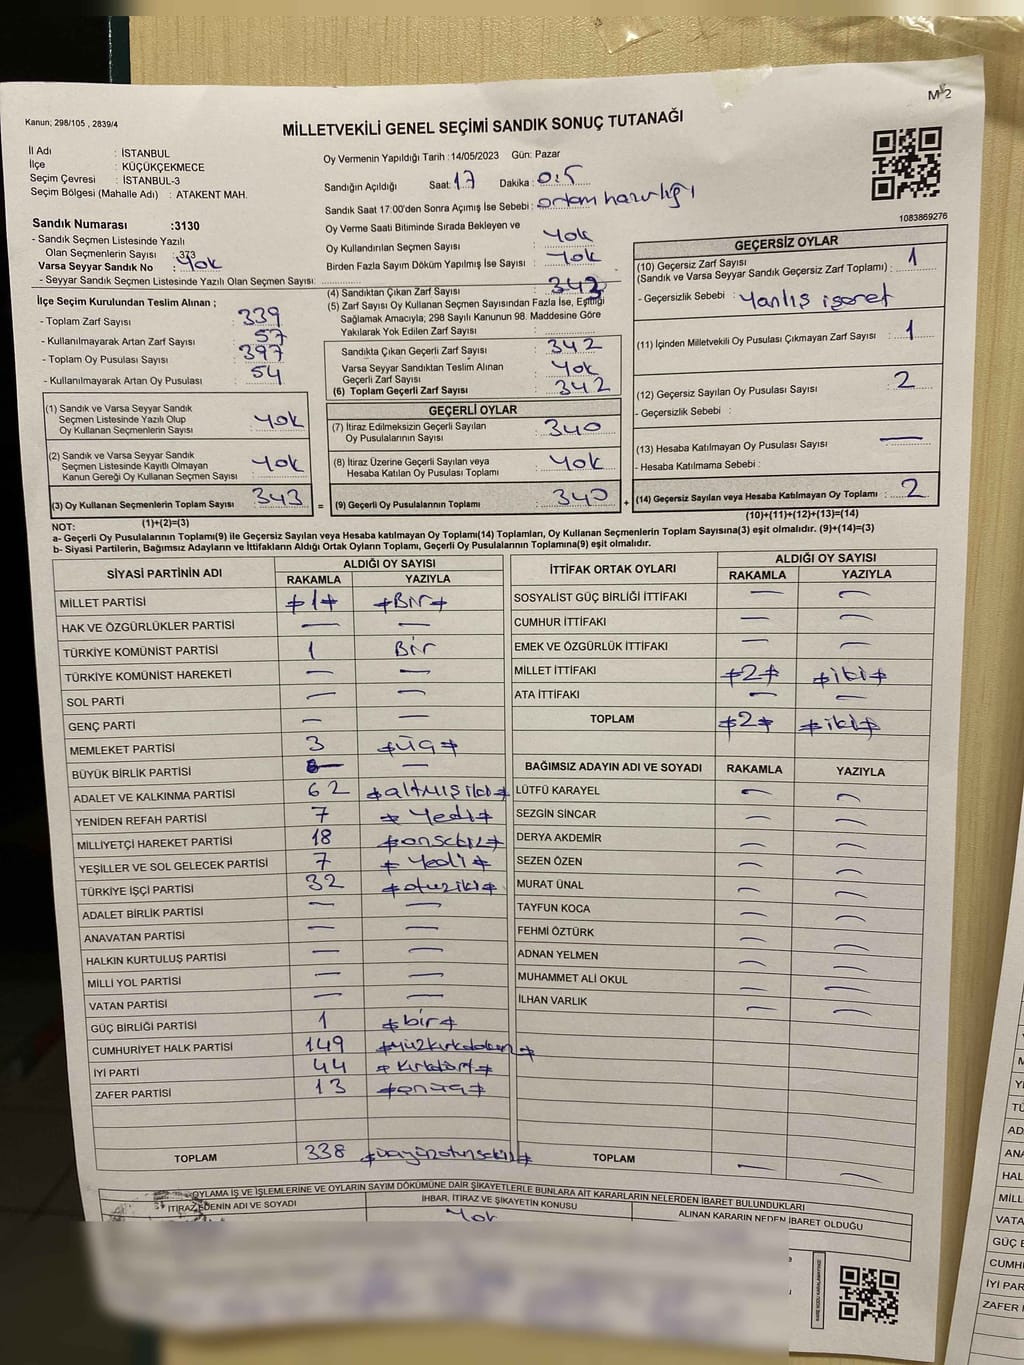 M 2
Kanun; 298/105 , 2839/4
MİLLETVEKİLİ GENEL SEÇİMİ SANDIK SONUÇ TUTANAĞI
İl Adı : İSTANBUL
İlçe : KÜÇÜKÇEKMECE
Seçim Çevresi : İSTANBUL-3
Seçim Bölgesi (Mahalle Adı) : ATAKENT MAH.
Oy Vermenin Yapıldığı Tarih :14/05/2023 Gün: Pazar
Sandığın Açıldığı Saat: 17 Dakika: 05
Sandık Saat 17:00'den Sonra Açımış İse Sebebi : ortam hazırlığı
1083869276
Sandık Numarası :3130
- Sandık Seçmen Listesinde Yazılı
Olan Seçmenlerin Sayısı : 373
Varsa Seyyar Sandık No : Yok
- Seyyar Sandık Seçmen Listesinde Yazılı Olan Seçmen Sayısı:
Oy Verme Saati Bitiminde Sırada Bekleyen ve
Oy Kullandırılan Seçmen Sayısı : Yok
Birden Fazla Sayım Döküm Yapılmış İse Sayısı : Yok
İlçe Seçim Kurulundan Teslim Alınan ;
- Toplam Zarf Sayısı : 339
- Kullanılmayarak Artan Zarf Sayısı : 57
- Toplam Oy Pusulası Sayısı : 397
- Kullanılmayarak Artan Oy Pusulası : 54
(4) Sandıktan Çıkan Zarf Sayısı : 343
(5) Zarf Sayısı Oy Kullanan Seçmen Sayısından Fazla İse, Eşitliği
Sağlamak Amacıyla; 298 Sayılı Kanunun 98. Maddesine Göre
Yakılarak Yok Edilen Zarf Sayısı :
Sandıkta Çıkan Geçerli Zarf Sayısı : 342
Varsa Seyyar Sandıktan Teslim Alınan
Geçerli Zarf Sayısı : Yok
(6) Toplam Geçerli Zarf Sayısı : 342
GEÇERSİZ OYLAR
(10) Geçersiz Zarf Sayısı
(Sandık ve Varsa Seyyar Sandık Geçersiz Zarf Toplamı) : 1
- Geçersizlik Sebebi : Yanlış işaret
(11) İçinden Milletvekili Oy Pusulası Çıkmayan Zarf Sayısı : 1
(12) Geçersiz Sayılan Oy Pusulası Sayısı : 2
- Geçersizlik Sebebi :
(13) Hesaba Katılmayan Oy Pusulası Sayısı : —
- Hesaba Katılmama Sebebi :
(14) Geçersiz Sayılan veya Hesaba Katılmayan Oy Toplamı : 2
(10)+(11)+(12)+(13)=(14)
(1) Sandık ve Varsa Seyyar Sandık
Seçmen Listesinde Yazılı Olup
Oy Kullanan Seçmenlerin Sayısı : Yok
(2) Sandık ve Varsa Seyyar Sandık
Seçmen Listesinde Kayıtlı Olmayan
Kanun Gereği Oy Kullanan Seçmen Sayısı : Yok
(3) Oy Kullanan Seçmenlerin Toplam Sayısı : 343 =
(1)+(2)=(3)
GEÇERLİ OYLAR
(7) İtiraz Edilmeksizin Geçerli Sayılan
Oy Pusulalarının Sayısı : 340
(8) İtiraz Üzerine Geçerli Sayılan veya
Hesaba Katılan Oy Pusulası Toplamı : Yok
(9) Geçerli Oy Pusulalarının Toplamı : 340 +
NOT:
a- Geçerli Oy Pusulalarının Toplamı(9) ile Geçersiz Sayılan veya Hesaba katılmayan Oy Toplamı(14) Toplamları, Oy Kullanan Seçmenlerin Toplam Sayısına(3) eşit olmalıdır. (9)+(14)=(3)
b- Siyasi Partilerin, Bağımsız Adayların ve İttifakların Aldığı Ortak Oyların Toplamı, Geçerli Oy Pusulalarının Toplamına(9) eşit olmalıdır.
SİYASİ PARTİNİN ADI ALDIĞI OY SAYISI
RAKAMLA YAZIYLA
MİLLET PARTİSİ ≠1≠ ≠Bir≠
HAK VE ÖZGÜRLÜKLER PARTİSİ — —
TÜRKİYE KOMÜNİST PARTİSİ 1 Bir
TÜRKİYE KOMÜNİST HAREKETİ — —
SOL PARTİ — —
GENÇ PARTİ — —
MEMLEKET PARTİSİ 3 ≠üç≠
BÜYÜK BİRLİK PARTİSİ — —
ADALET VE KALKINMA PARTİSİ 62 ≠altmışiki≠
YENİDEN REFAH PARTİSİ 7 ≠Yedi≠
MİLLİYETÇİ HAREKET PARTİSİ 18 ≠onsekiz≠
YEŞİLLER VE SOL GELECEK PARTİSİ 7 ≠Yedi≠
TÜRKİYE İŞÇİ PARTİSİ 32 ≠otuziki≠
ADALET BİRLİK PARTİSİ — —
ANAVATAN PARTİSİ — —
HALKIN KURTULUŞ PARTİSİ — —
MİLLİ YOL PARTİSİ — —
VATAN PARTİSİ — —
GÜÇ BİRLİĞİ PARTİSİ 1 ≠bir≠
CUMHURİYET HALK PARTİSİ 149 ≠yüzkırkdokuz≠
İYİ PARTİ 44 ≠kırkdört≠
ZAFER PARTİSİ 13 ≠onüç≠
TOPLAM 338 ≠üçyüzotuzsekiz≠
İTTİFAK ORTAK OYLARI ALDIĞI OY SAYISI
RAKAMLA YAZIYLA
SOSYALİST GÜÇ BİRLİĞİ İTTİFAKI — —
CUMHUR İTTİFAKI — —
EMEK VE ÖZGÜRLÜK İTTİFAKI — —
MİLLET İTTİFAKI ≠2≠ ≠iki≠
ATA İTTİFAKI — —
TOPLAM ≠2≠ ≠iki≠
BAĞIMSIZ ADAYIN ADI VE SOYADI RAKAMLA YAZIYLA
LÜTFÜ KARAYEL — —
SEZGİN SİNCAR — —
DERYA AKDEMİR — —
SEZEN ÖZEN — —
MURAT ÜNAL — —
TAYFUN KOCA — —
FEHMİ ÖZTÜRK — —
ADNAN YELMEN — —
MUHAMMET ALİ OKUL — —
İLHAN VARLIK — —
TOPLAM — —
OYLAMA İŞ VE İŞLEMLERİNE VE OYLARIN SAYIM DÖKÜMÜNE DAİR ŞİKAYETLERLE BUNLARA AİT KARARLARIN NELERDEN İBARET BULUNDUKLARI
İTİRAZ EDENİN ADI VE SOYADI İHBAR, İTİRAZ VE ŞİKAYETİN KONUSU ALINAN KARARIN NEDEN İBARET OLDUĞU
Yok